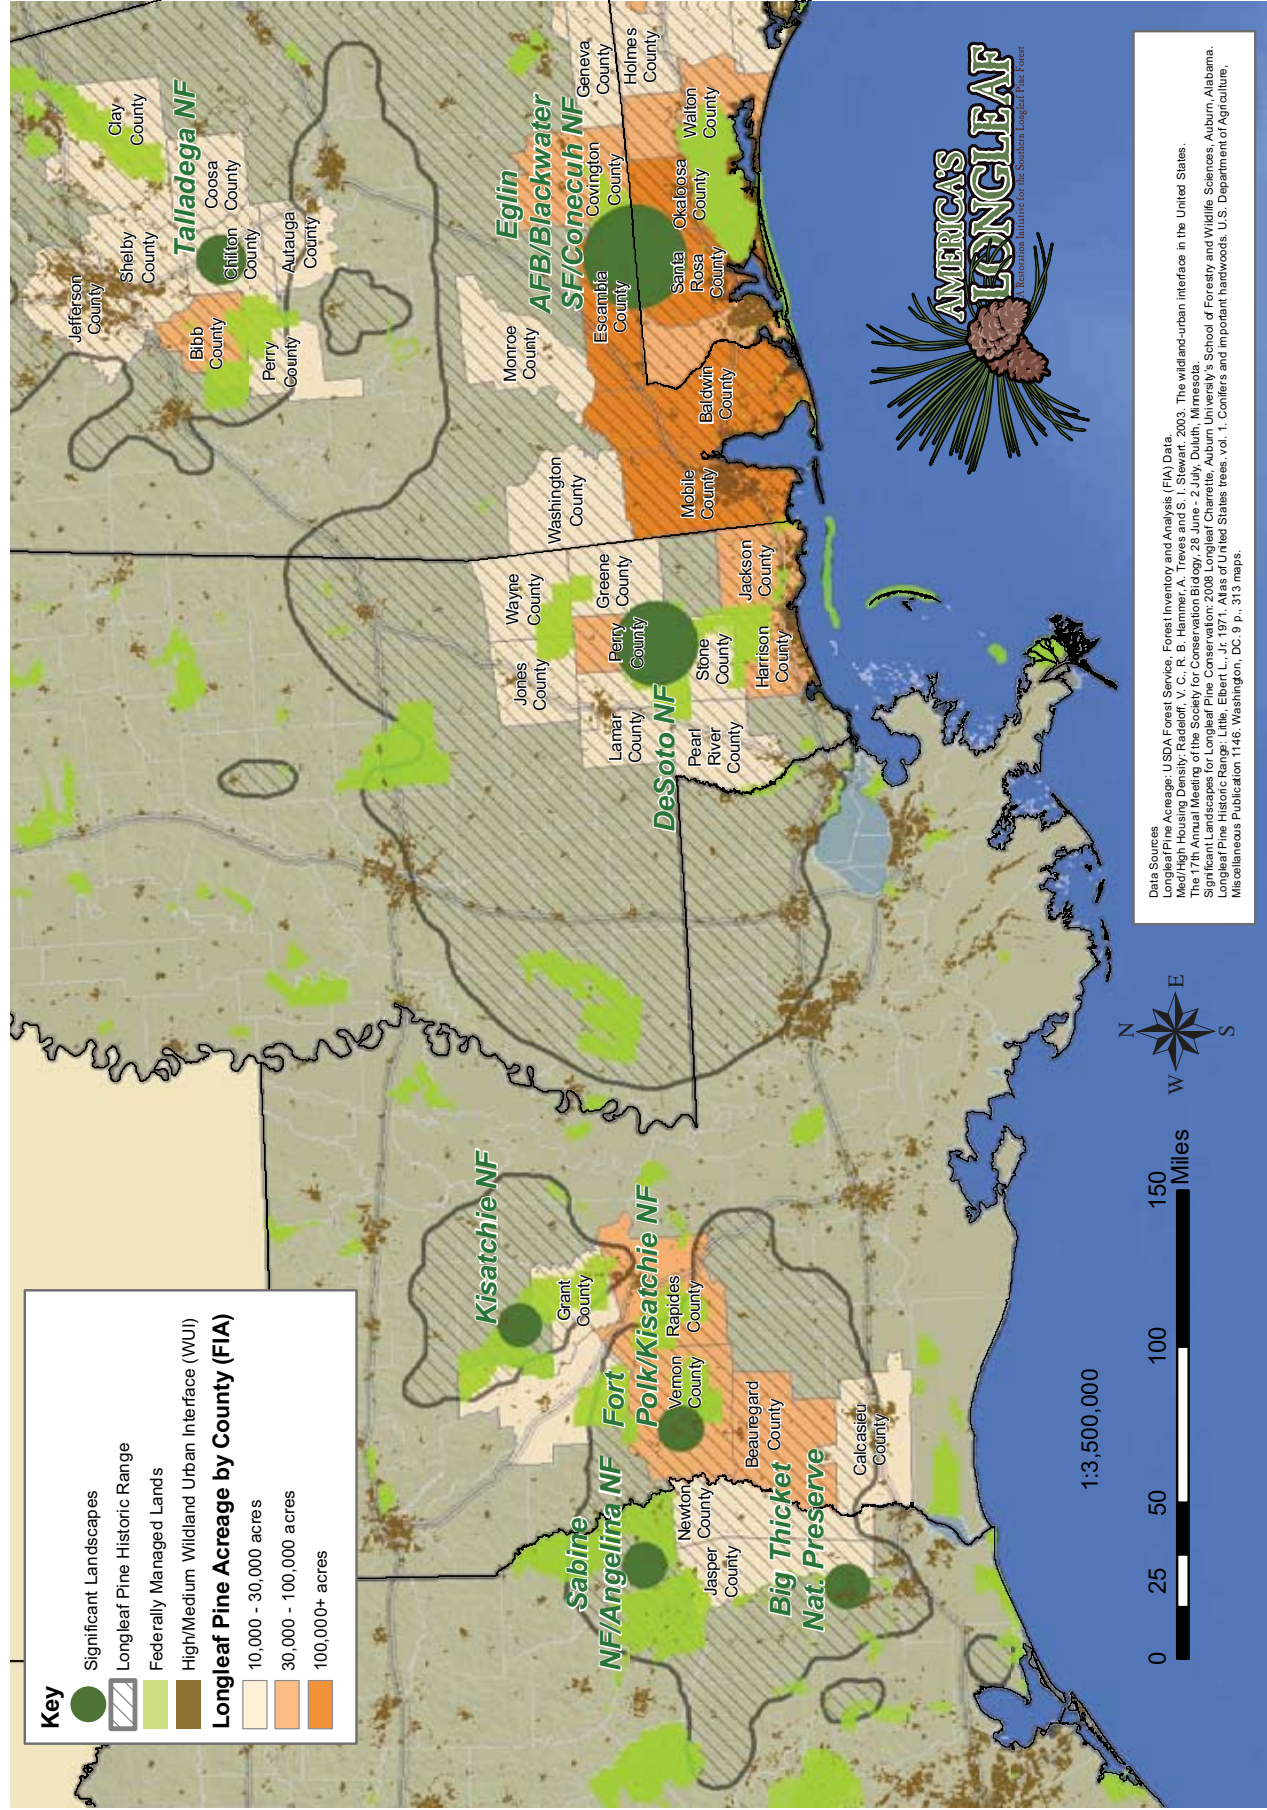 Key
Significant Landscapes
Longleaf Pine Historic Range
Federally Managed Lands
High/Medium Wildland Urban Interface (WUI)
Longleaf Pine Acreage by County (FIA)
10,000 - 30,000 acres
30,000 - 100,000 acres
100,000+ acres
Kisatchie NF
Grant
County
Fort
Polk/Kisatchie NF
Rapides
County
Vernon
County
Beauregard
County
Calcasieu
County
Sabine
NF/Angelina NF
Newton
County
Jasper
County
Big Thicket
Nat. Preserve
DeSoto NF
Wayne
County
Jones
County
Greene
County
Perry
County
Lamar
County
Stone
County
Pearl
River
County
Jackson
County
Harrison
County
Washington
County
Mobile
County
Baldwin
County
Monroe
County
Escambia
County
Eglin
AFB/Blackwater
SF/Conecuh NF
Covington
County
Geneva
County
Holmes
County
Walton
County
Okaloosa
County
Santa
Rosa
County
Talladega NF
Clay
County
Coosa
County
Shelby
County
Jefferson
County
Chilton
County
Autauga
County
Bibb
County
Perry
County
AMERICA'S
LONGLEAF
A Restoration Initiative for the Southern Longleaf Pine Forest
1:3,500,000
0 25 50 100 150
Miles
N
W E
S
Data Sources
Longleaf Pine Acreage: USDA Forest Service, Forest Inventory and Analysis (FIA) Data.
Med/High Housing Density: Radeloff, V. C., R. B. Hammer, A. Treves and S. I. Stewart. 2003. The wildland-urban interface in the United States.
The 17th Annual Meeting of the Society for Conservation Biology, 28 June - 2 July, Duluth, Minnesota.
Significant Landscapes for Longleaf Pine Conservation: 2008 Longleaf Charrette, Auburn University's School of Forestry and Wildlife Sciences, Auburn, Alabama.
Longleaf Pine Historic Range: Little, Elbert L., Jr. 1971. Atlas of United States trees. vol. 1. Conifers and important hardwoods. U.S. Department of Agriculture,
Miscellaneous Publication 1146. Washington, DC. 9 p., 313 maps.